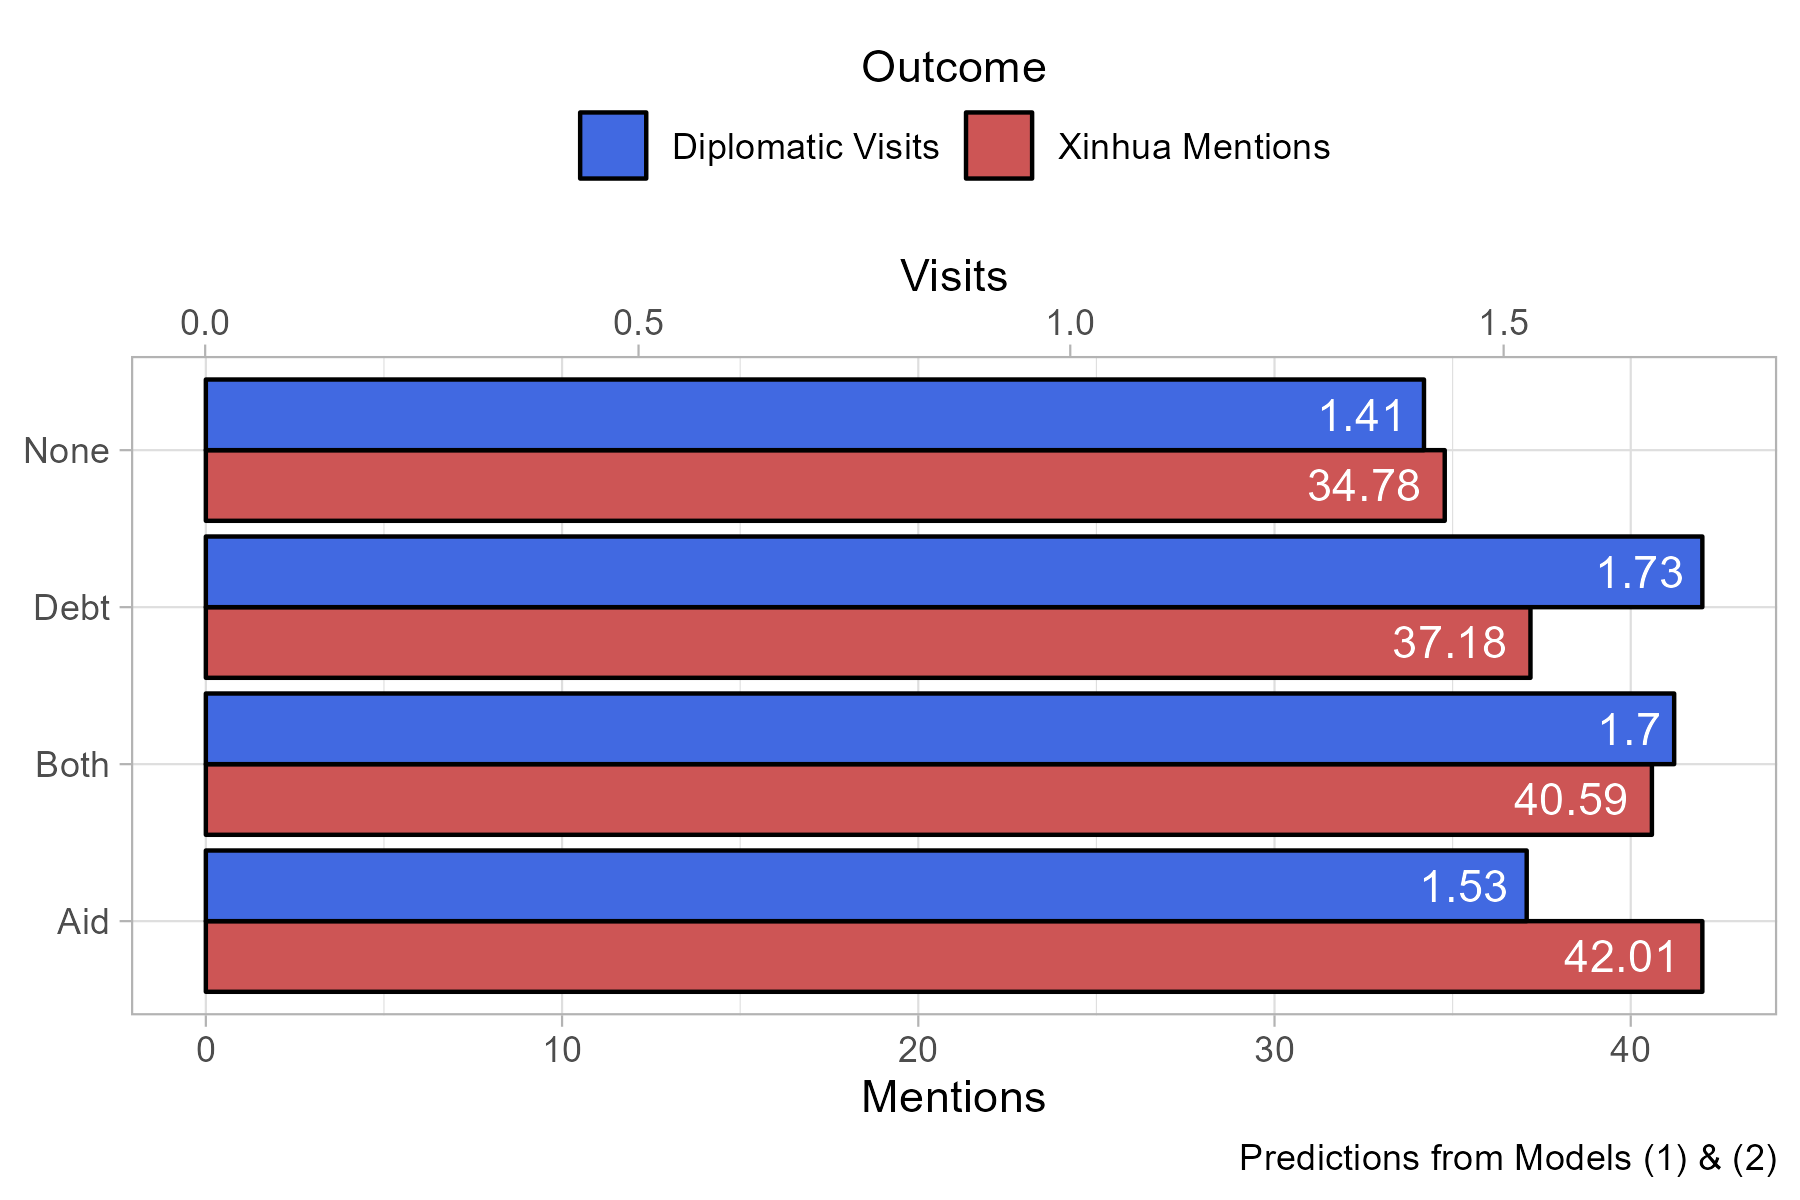 Outcome
Diplomatic Visits Xinhua Mentions
Visits
0.0 0.5 1.0 1.5
None 1.41
34.78
Debt 1.73
37.18
Both 1.7
40.59
Aid 1.53
42.01
0 10 20 30 40
Mentions
Predictions from Models (1) & (2)